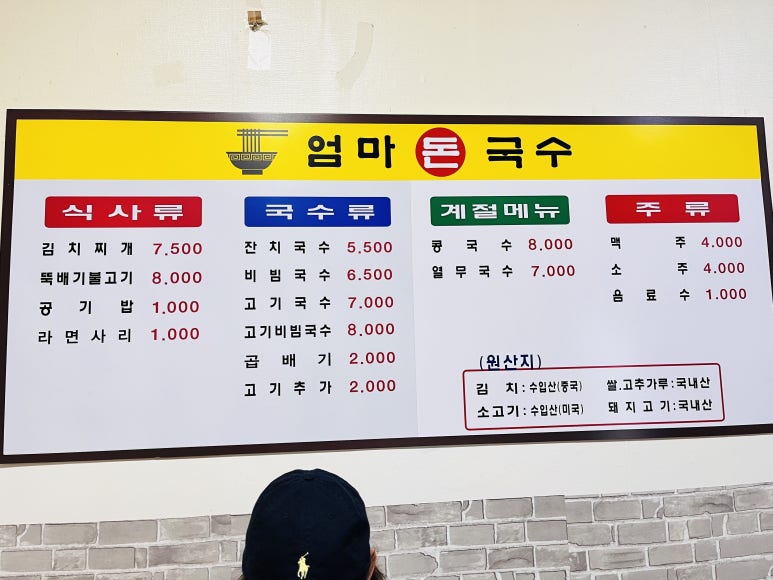 엄마 돈 국수
식사류
김치찌개 7.500
뚝배기불고기 8.000
공기밥 1.000
라면사리 1.000
국수류
잔치국수 5.500
비빔국수 6.500
고기국수 7.000
고기비빔국수 8.000
곱배기 2.000
고기추가 2.000
계절메뉴
콩국수 8.000
열무국수 7.000
주류
맥주 4.000
소주 4.000
음료수 1.000
(원산지)
김치:수입산(중국) 쌀.고추가루:국내산
소고기:수입산(미국) 돼지고기:국내산